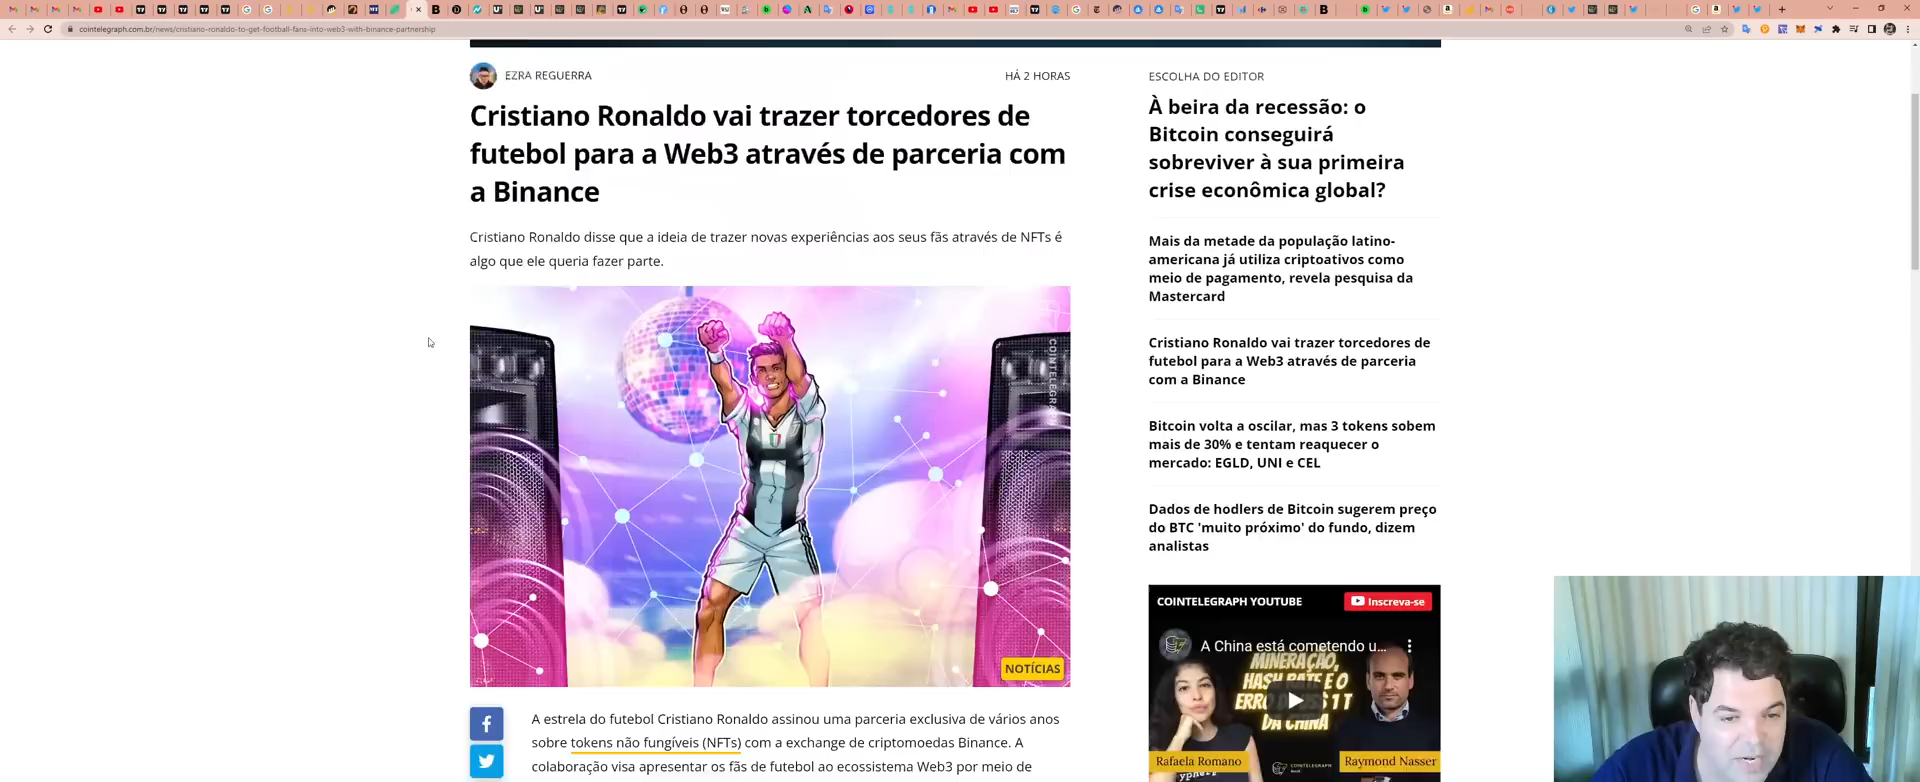 cointelegraph.com.br/news/cristiano-ronaldo-to-get-football-fans-into-web3-with-binance-partnership
EZRA REGUERRA
HÁ 2 HORAS
Cristiano Ronaldo vai trazer torcedores de
futebol para a Web3 através de parceria com
a Binance
Cristiano Ronaldo disse que a ideia de trazer novas experiências aos seus fãs através de NFTs é
algo que ele queria fazer parte.
NOTÍCIAS
A estrela do futebol Cristiano Ronaldo assinou uma parceria exclusiva de vários anos
sobre tokens não fungíveis (NFTs) com a exchange de criptomoedas Binance. A
colaboração visa apresentar os fãs de futebol ao ecossistema Web3 por meio de
ESCOLHA DO EDITOR
À beira da recessão: o
Bitcoin conseguirá
sobreviver à sua primeira
crise econômica global?
Mais da metade da população latino-
americana já utiliza criptoativos como
meio de pagamento, revela pesquisa da
Mastercard
Cristiano Ronaldo vai trazer torcedores de
futebol para a Web3 através de parceria
com a Binance
Bitcoin volta a oscilar, mas 3 tokens sobem
mais de 30% e tentam reaquecer o
mercado: EGLD, UNI e CEL
Dados de hodlers de Bitcoin sugerem preço
do BTC 'muito próximo' do fundo, dizem
analistas
COINTELEGRAPH YOUTUBE
Inscreva-se
A China está cometendo u...
MINERAÇÃO,
HASH RATE E O
ERRO DE US$ 1 T
DA CHINA
Rafaela Romano
COINTELEGRAPH
Raymond Nasser